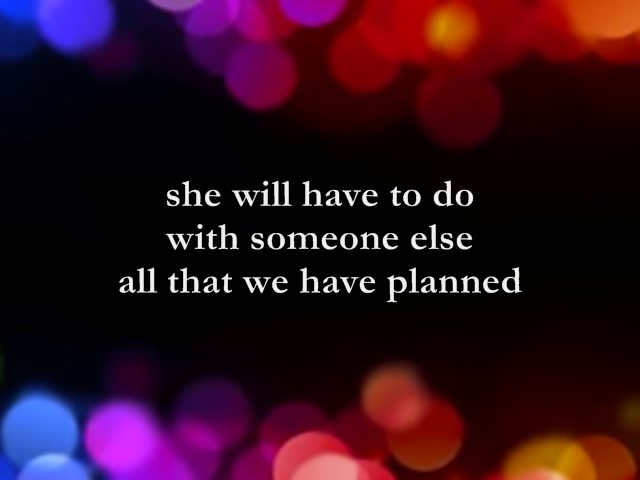 she will have to do
with someone else
all that we have planned